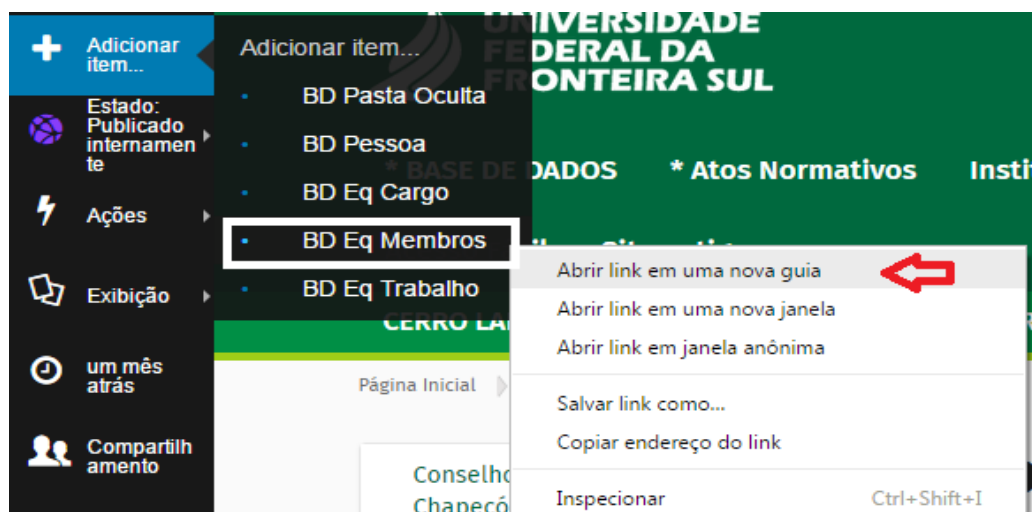 Adicionar
item...
Estado:
Publicado
internamen
te
Ações
Exibição
um mês
atrás
Compartilh
amento
Adicionar item...
BD Pasta Oculta
BD Pessoa
BD Eq Cargo
BD Eq Membros
BD Eq Trabalho
UNIVERSIDADE
FEDERAL DA
FRONTEIRA SUL
* BASE DE DADOS * Atos Normativos
CERRO
Página Inicial
Conselho
Chapecó
Abrir link em uma nova guia
Abrir link em uma nova janela
Abrir link em janela anônima
Salvar link como...
Copiar endereço do link
Inspecionar Ctrl+Shift+I